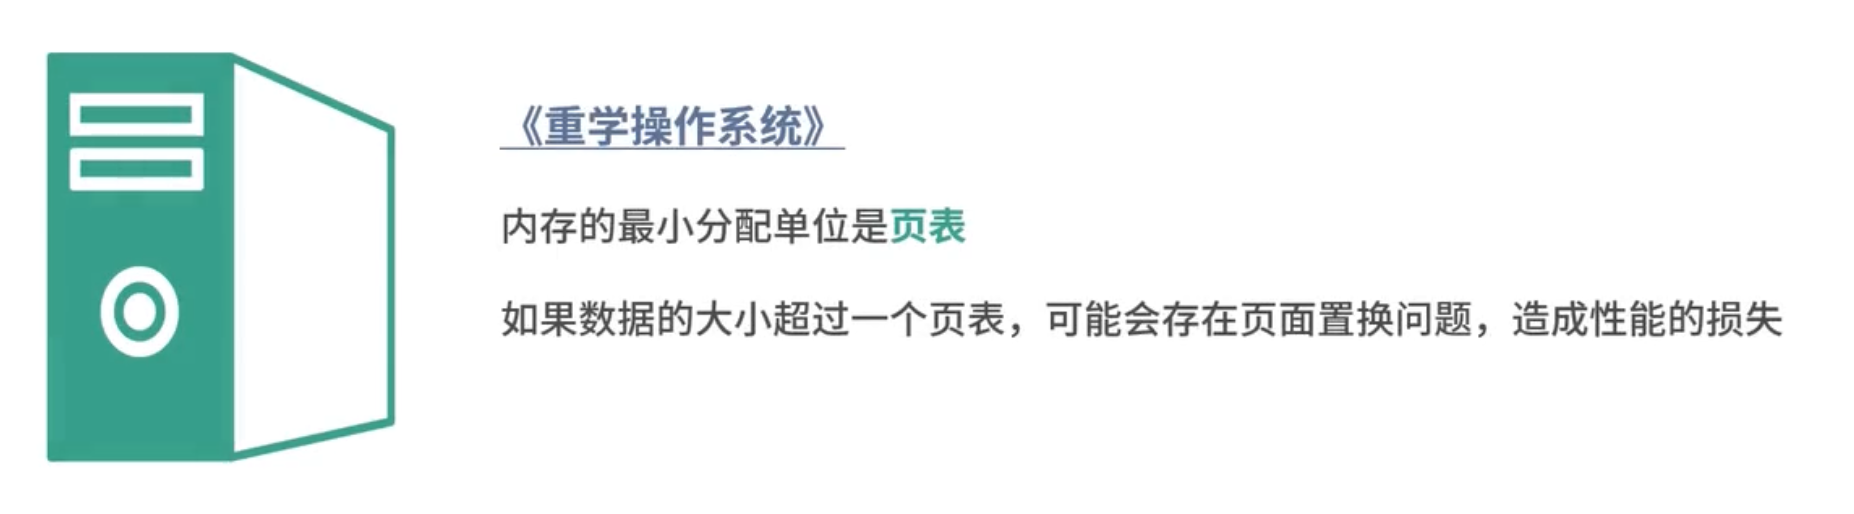 《重学操作系统》
内存的最小分配单位是页表
如果数据的大小超过一个页表，可能会存在页面置换问题，造成性能的损失